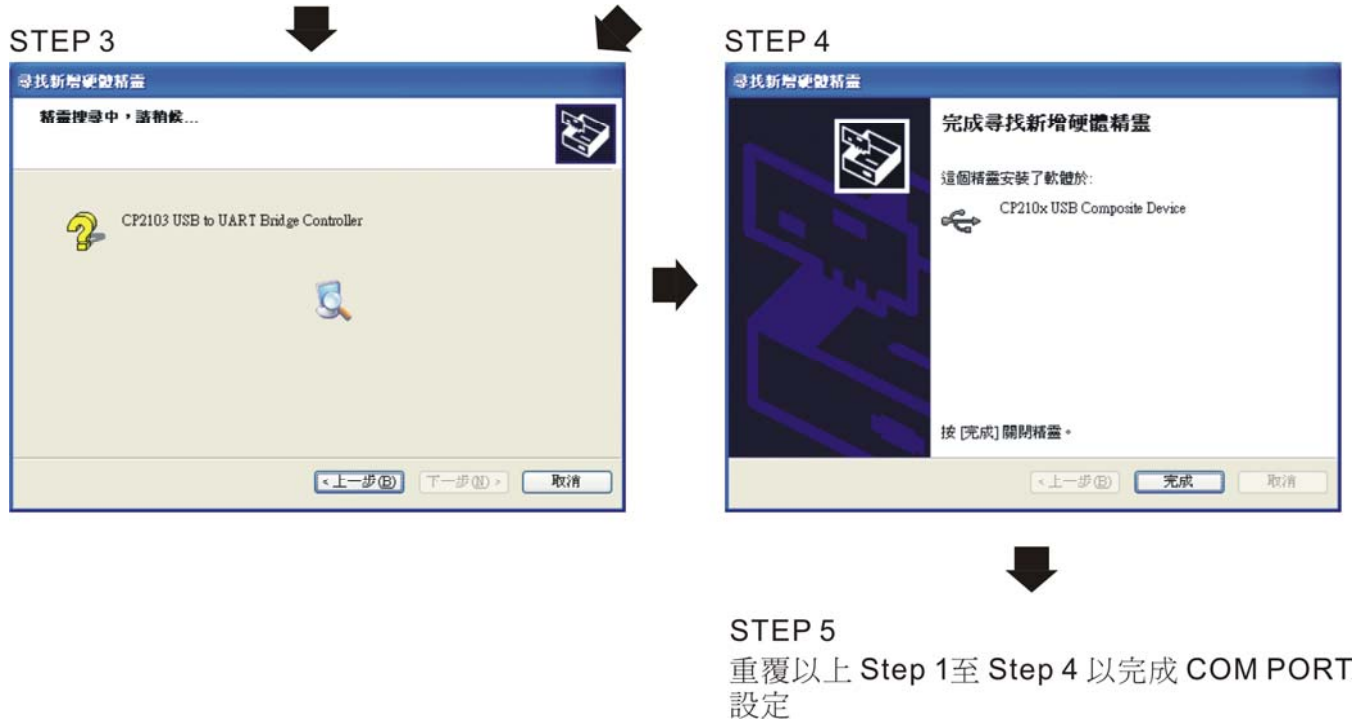 STEP 3
尋找新增硬體精靈
精靈搜尋中，請稍候...
CP2103 USB to UART Bridge Controller
<上一步(B)
下一步(N)>
取消
STEP 4
尋找新增硬體精靈
完成尋找新增硬體精靈
這個精靈安裝了軟體於:
CP210x USB Composite Device
按 [完成] 關閉精靈。
<上一步(B)
完成
取消
STEP 5
重覆以上 Step 1至 Step 4 以完成 COM PORT
設定